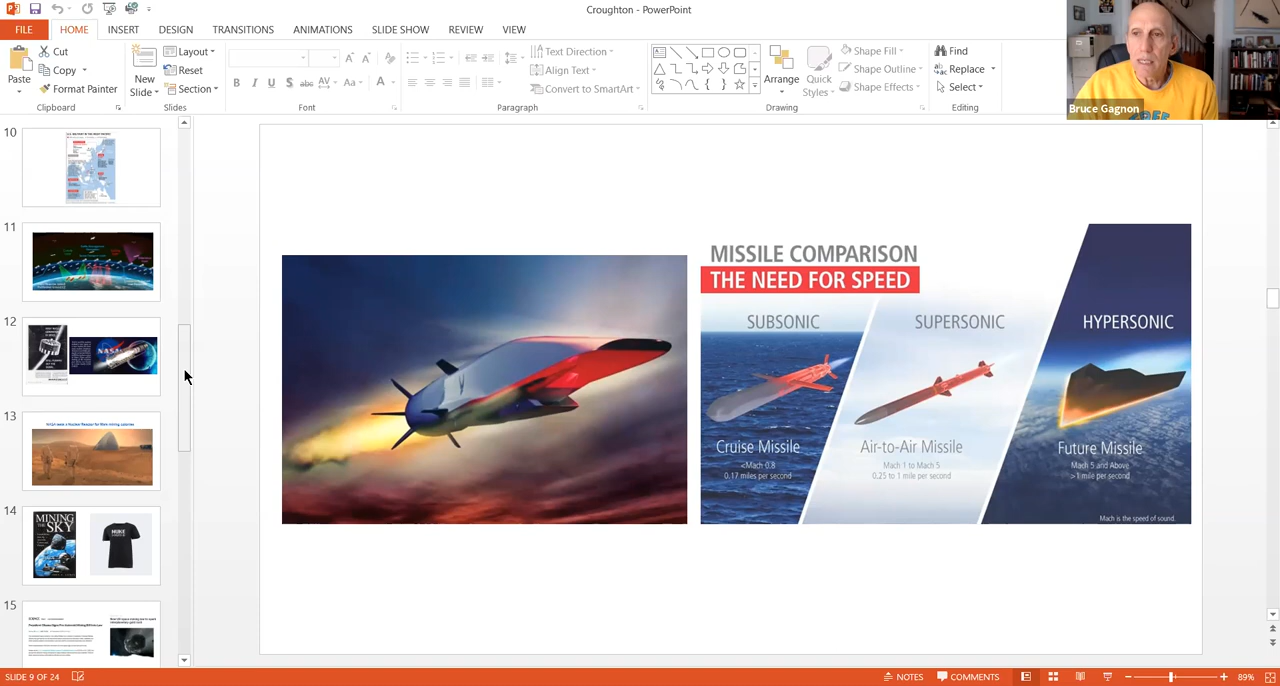 Croughton - PowerPoint
FILE HOME INSERT DESIGN TRANSITIONS ANIMATIONS SLIDE SHOW REVIEW VIEW
Paste
Cut
Copy
Format Painter
Clipboard
New
Slide
Layout
Reset
Section
Slides
Font
Text Direction
Align Text
Convert to SmartArt
Paragraph
Arrange
Quick
Styles
Shape Fill
Shape Outline
Shape Effects
Drawing
Find
Replace
Select
Editing
Bruce Gagnon
10
11
12
13
14
MINING
THE SKY
15
MISSILE COMPARISON
THE NEED FOR SPEED
SUBSONIC
SUPERSONIC
HYPERSONIC
Cruise Missile
<Mach 0.8
0.17 miles per second
Air-to-Air Missile
Mach 1 to Mach 5
0.25 to 1 mile per second
Future Missile
Mach 5 and Above
>1 mile per second
Mach is the speed of sound.
SLIDE 9 OF 24
NOTES
COMMENTS
89%